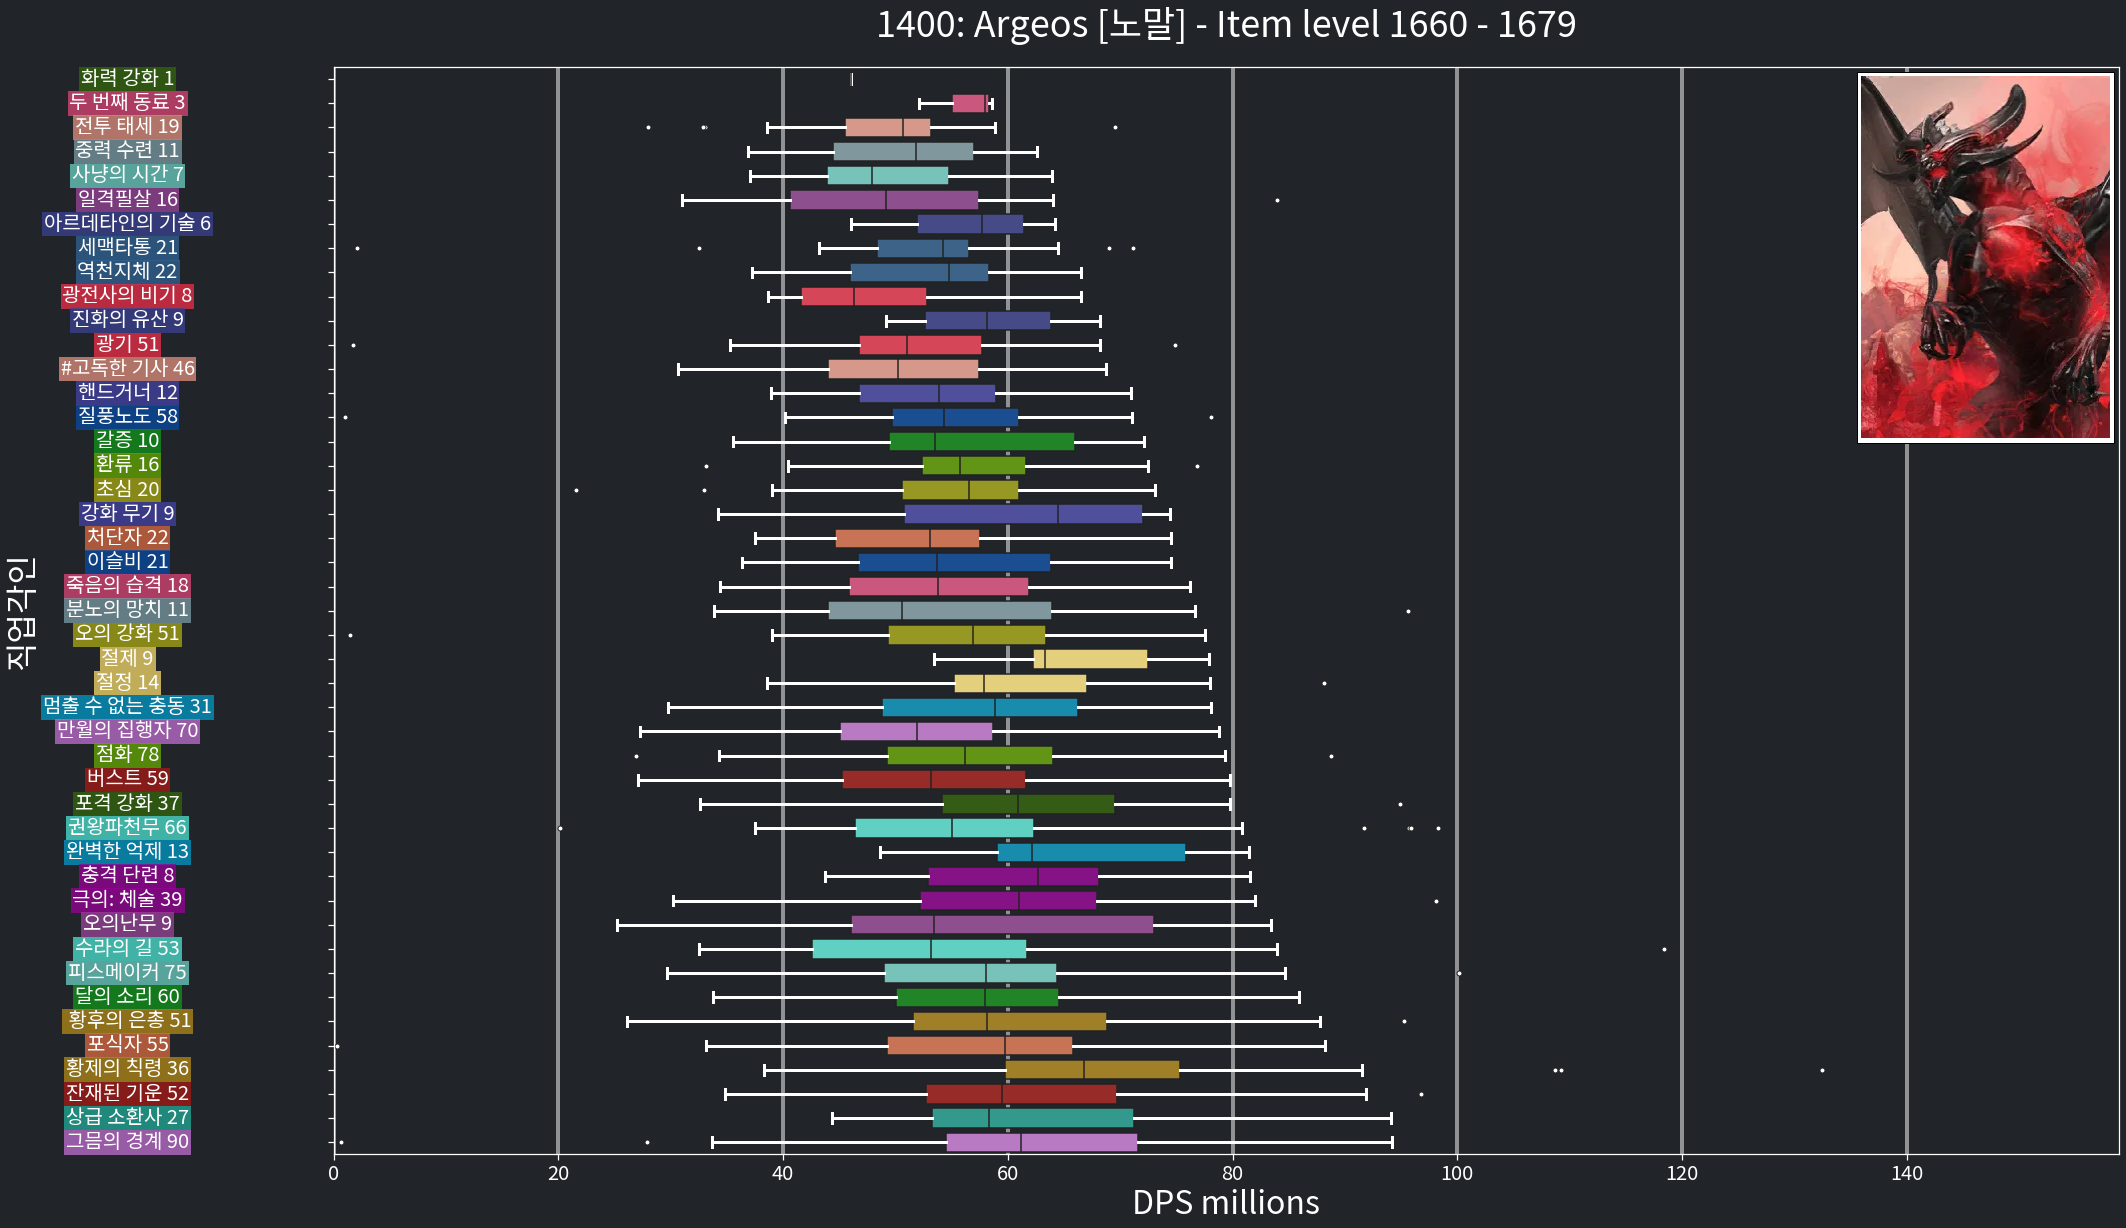 1400: Argeos [노말] - Item level 1660 - 1679
화력 강화 1
두 번째 동료 3
전투 태세 19
중력 수련 11
사냥의 시간 7
일격필살 16
아르데타인의 기술 6
세맥타통 21
역천지체 22
광전사의 비기 8
진화의 유산 9
광기 51
#고독한 기사 46
핸드거너 12
질풍노도 58
갈증 10
환류 16
초심 20
강화 무기 9
처단자 22
이슬비 21
죽음의 습격 18
분노의 망치 11
오의 강화 51
절제 9
절정 14
멈출 수 없는 충동 31
만월의 집행자 70
점화 78
버스트 59
포격 강화 37
권왕파천무 66
완벽한 억제 13
충격 단련 8
극의: 체술 39
오의난무 9
수라의 길 53
피스메이커 75
달의 소리 60
황후의 은총 51
포식자 55
황제의 칙령 36
잔재된 기운 52
상급 소환사 27
그믐의 경계 90
직업각인
0 20 40 60 80 100 120 140
DPS millions